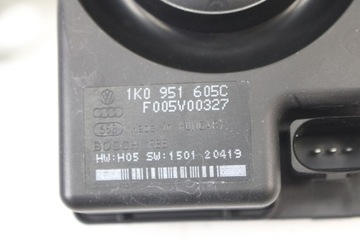 1K0 951 605C
F005V00327
MADE IN HUNGARY
BOSCH
HW:H05 SW:1501 20419